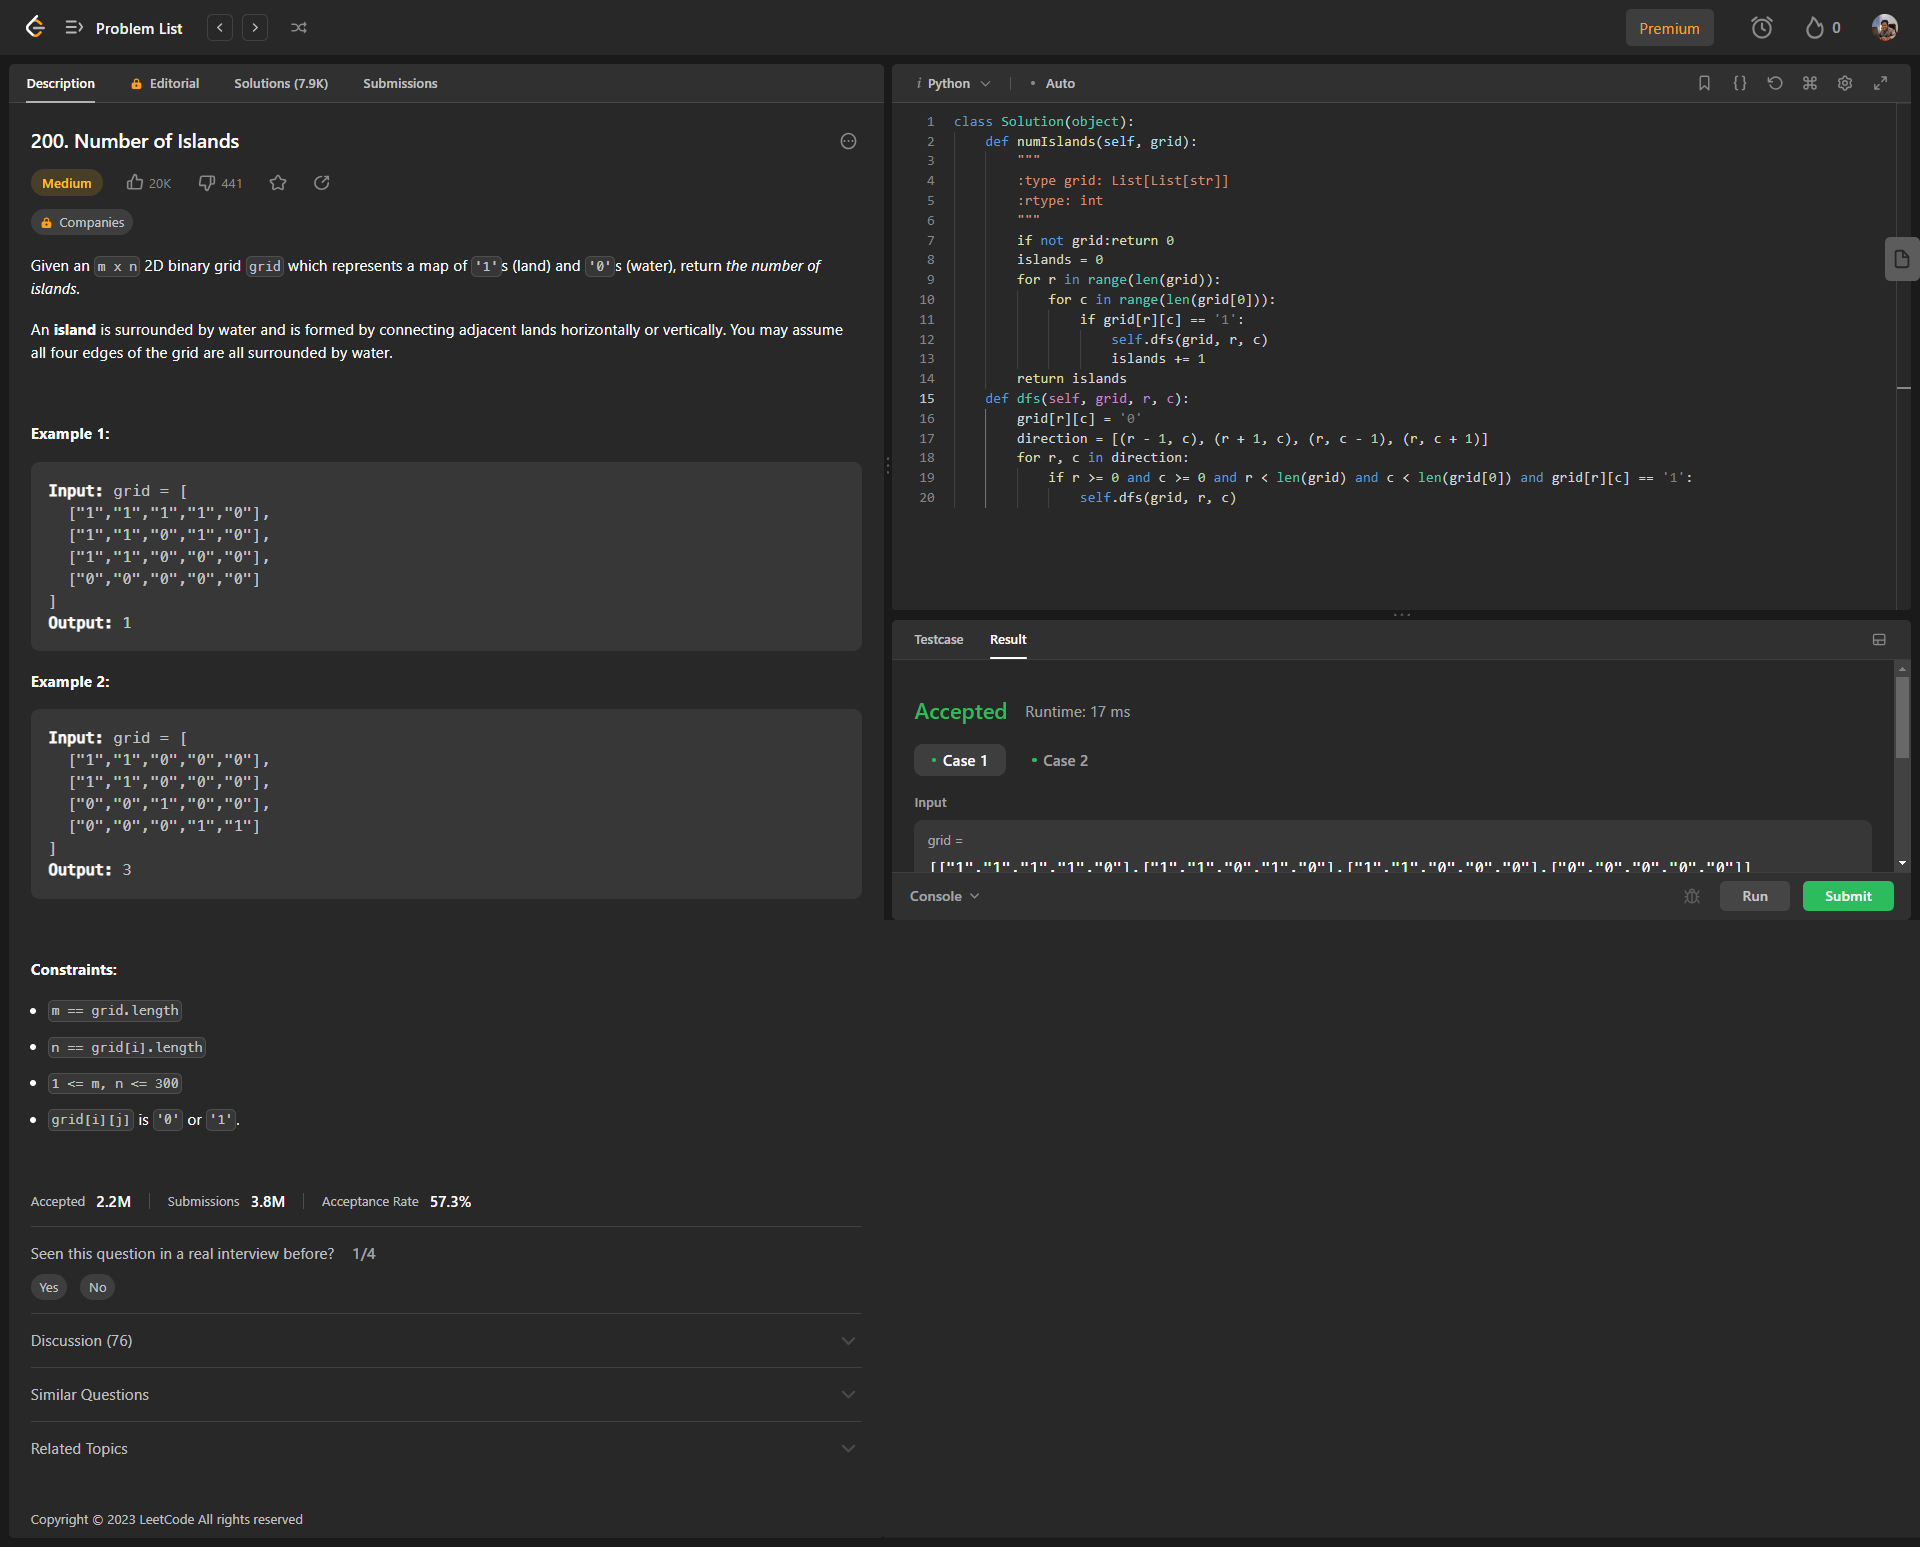 Problem List
Premium
0
Description
Editorial
Solutions (7.9K)
Submissions
200. Number of Islands
Medium
20K
441
Companies
Given an m x n 2D binary grid grid which represents a map of '1's (land) and '0's (water), return the number of
islands.
An island is surrounded by water and is formed by connecting adjacent lands horizontally or vertically. You may assume
all four edges of the grid are all surrounded by water.
Example 1:
Input: grid = [
["1","1","1","1","0"],
["1","1","0","1","0"],
["1","1","0","0","0"],
["0","0","0","0","0"]
]
Output: 1
Example 2:
Input: grid = [
["1","1","0","0","0"],
["1","1","0","0","0"],
["0","0","1","0","0"],
["0","0","0","1","1"]
]
Output: 3
Constraints:
m == grid.length
n == grid[i].length
1 <= m, n <= 300
grid[i][j] is '0' or '1'.
Accepted 2.2M
Submissions 3.8M
Acceptance Rate 57.3%
Seen this question in a real interview before? 1/4
Yes
No
Discussion (76)
Similar Questions
Related Topics
Copyright © 2023 LeetCode All rights reserved
i Python
Auto
1 class Solution(object):
2 def numIslands(self, grid):
3 """
4 :type grid: List[List[str]]
5 :rtype: int
6 """
7 if not grid:return 0
8 islands = 0
9 for r in range(len(grid)):
10 for c in range(len(grid[0])):
11 if grid[r][c] == '1':
12 self.dfs(grid, r, c)
13 islands += 1
14 return islands
15 def dfs(self, grid, r, c):
16 grid[r][c] = '0'
17 direction = [(r - 1, c), (r + 1, c), (r, c - 1), (r, c + 1)]
18 for r, c in direction:
19 if r >= 0 and c >= 0 and r < len(grid) and c < len(grid[0]) and grid[r][c] == '1':
20 self.dfs(grid, r, c)
Testcase
Result
Accepted
Runtime: 17 ms
Case 1
Case 2
Input
grid =
[["1","1","1","1","0"],["1","1","0","1","0"],["1","1","0","0","0"],["0","0","0","0","0"]]
Console
Run
Submit